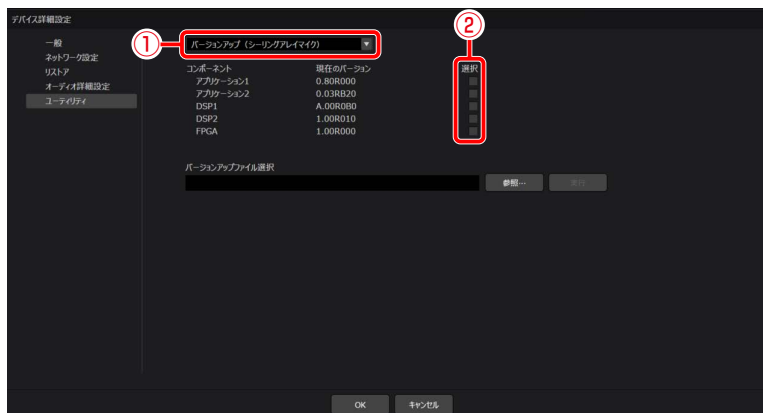 デバイス詳細設定
一般
ネットワーク設定
リストア
オーディオ詳細設定
ユーティリティ
①
バージョンアップ（シーリングアレイマイク）
②
コンポーネント 現在のバージョン 選択
アプリケーション1 0.80R000
アプリケーション2 0.03RB20
DSP1 A.00R0B0
DSP2 1.00R010
FPGA 1.00R000
バージョンアップファイル選択
参照… 実行
OK キャンセル